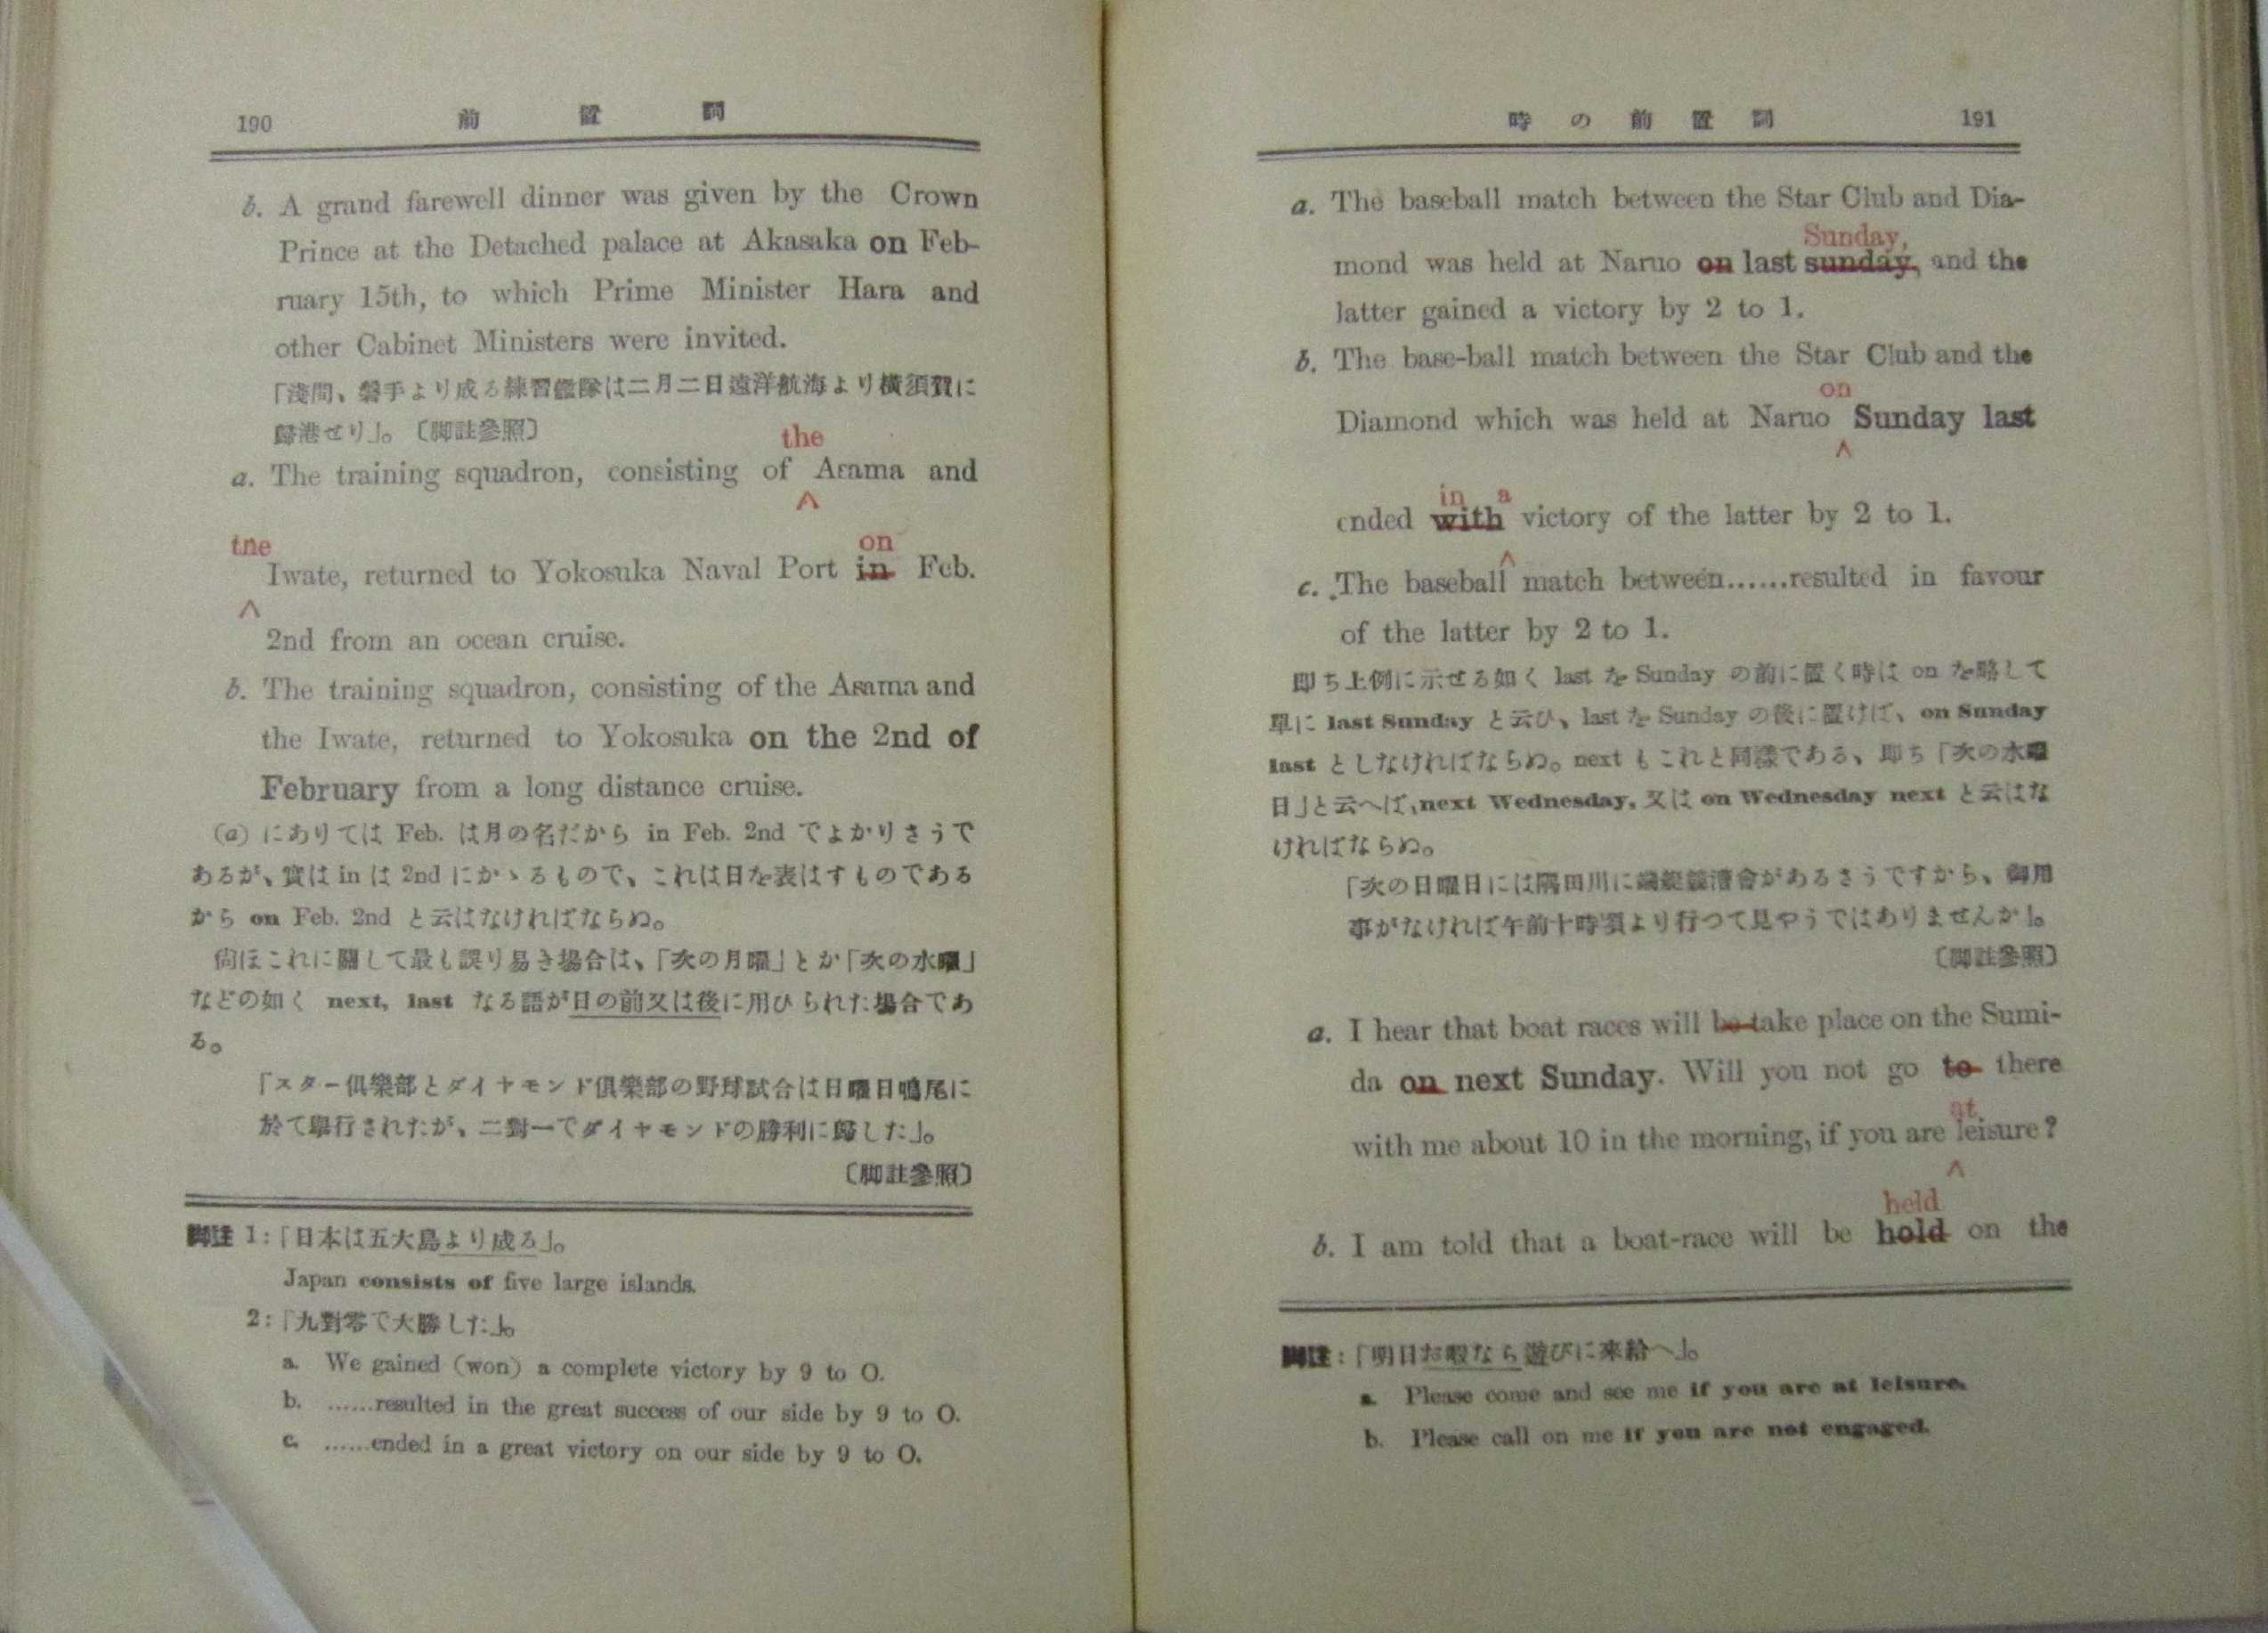 190 前置詞
b. A grand farewell dinner was given by the Crown
Prince at the Detached palace at Akasaka on Feb-
ruary 15th, to which Prime Minister Hara and
other Cabinet Ministers were invited.
「淺間、磐手より成る練習艦隊は二月二日遠洋航海より横須賀に
歸港せり」。〔脚註參照〕
the
a. The training squadron, consisting of Asama and
^
the on
Iwate, returned to Yokosuka Naval Port in Feb.
^
2nd from an ocean cruise.
b. The training squadron, consisting of the Asama and
the Iwate, returned to Yokosuka on the 2nd of
February from a long distance cruise.
(a) にありては Feb. は月の名だから in Feb. 2nd でよかりさうで
あるが、實は in は 2nd にかゝるもので、これは日を表はすものである
から on Feb. 2nd と云はなければならぬ。
尙ほこれに關して最も誤り易き場合は、「次の月曜」とか「次の水曜」
などの如く next, last なる語が日の前又は後に用ひられた場合であ
る。
「スター倶樂部とダイヤモンド倶樂部の野球試合は日曜日鳴尾に
於て擧行されたが、二對一でダイヤモンドの勝利に歸した」。
〔脚註參照〕
脚註 1:「日本は五大島より成る」。
Japan consists of five large islands.
2:「九對零で大勝した」。
a. We gained (won) a complete victory by 9 to O.
b. ......resulted in the great success of our side by 9 to O.
c. ......ended in a great victory on our side by 9 to O.
時の前置詞 191
a. The baseball match between the Star Club and Dia-
Sunday,
mond was held at Naruo on last sunday, and the
latter gained a victory by 2 to 1.
b. The base-ball match between the Star Club and the
on
Diamond which was held at Naruo Sunday last
^
in a
ended with victory of the latter by 2 to 1.
^
c. The baseball match between......resulted in favour
of the latter by 2 to 1.
即ち上例に示せる如く last を Sunday の前に置く時は on を略して
單に last Sunday と云ひ、last を Sunday の後に置けば、on Sunday
last としなければならぬ。next もこれと同樣である、即ち「次の水曜
日」と云へば、next Wednesday, 又は on Wednesday next と云はな
ければならぬ。
「次の日曜日には隅田川に端艇競漕會があるさうですから、御用
事がなければ午前十時頃より行つて見やうではありませんか」。
〔脚註參照〕
a. I hear that boat races will be take place on the Sumi-
da on next Sunday. Will you not go to there
at
with me about 10 in the morning, if you are leisure?
^
held
b. I am told that a boat-race will be hold on the
脚註:「明日お暇なら遊びに來給へ」。
a. Please come and see me if you are at leisure.
b. Please call on me if you are not engaged.